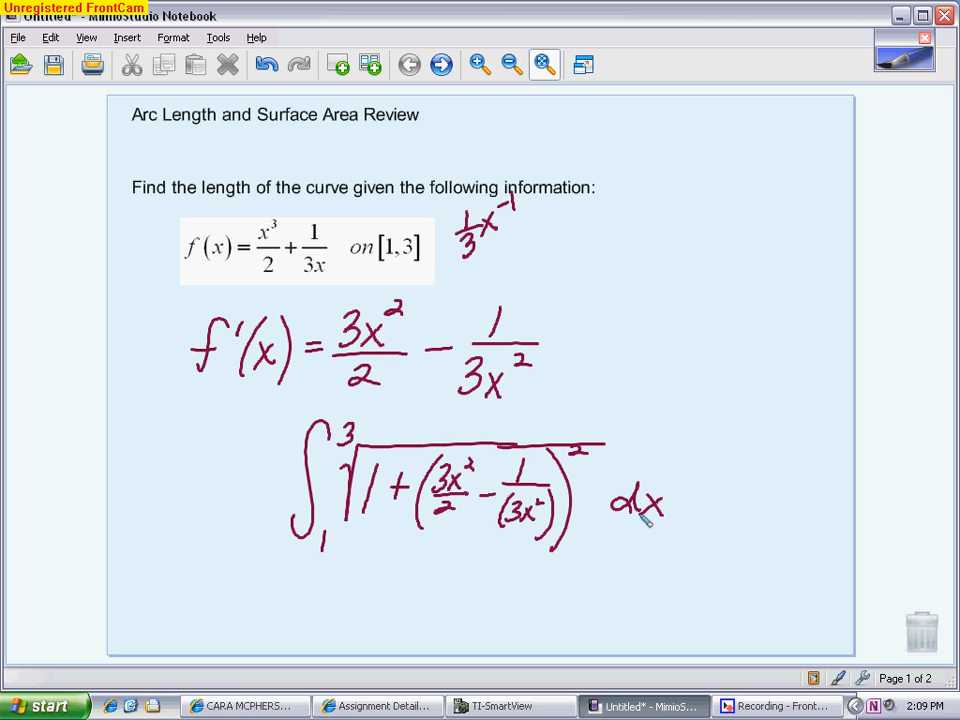 Unregistered FrontCam
Untitled* - MimioStudio Notebook
File Edit View Insert Format Tools Help
Arc Length and Surface Area Review
Find the length of the curve given the following information:
f(x) = x³/2 + 1/3x on [1,3]
1/3 x⁻¹
f'(x) = 3x²/2 - 1/3x²
∫₁³ √1 + (3x²/2 - 1/(3x²))² dx
Page 1 of 2
start CARA MCPHERS... Assignment Detail... TI-SmartView Untitled* - MimioS... Recording - Front... 2:09 PM